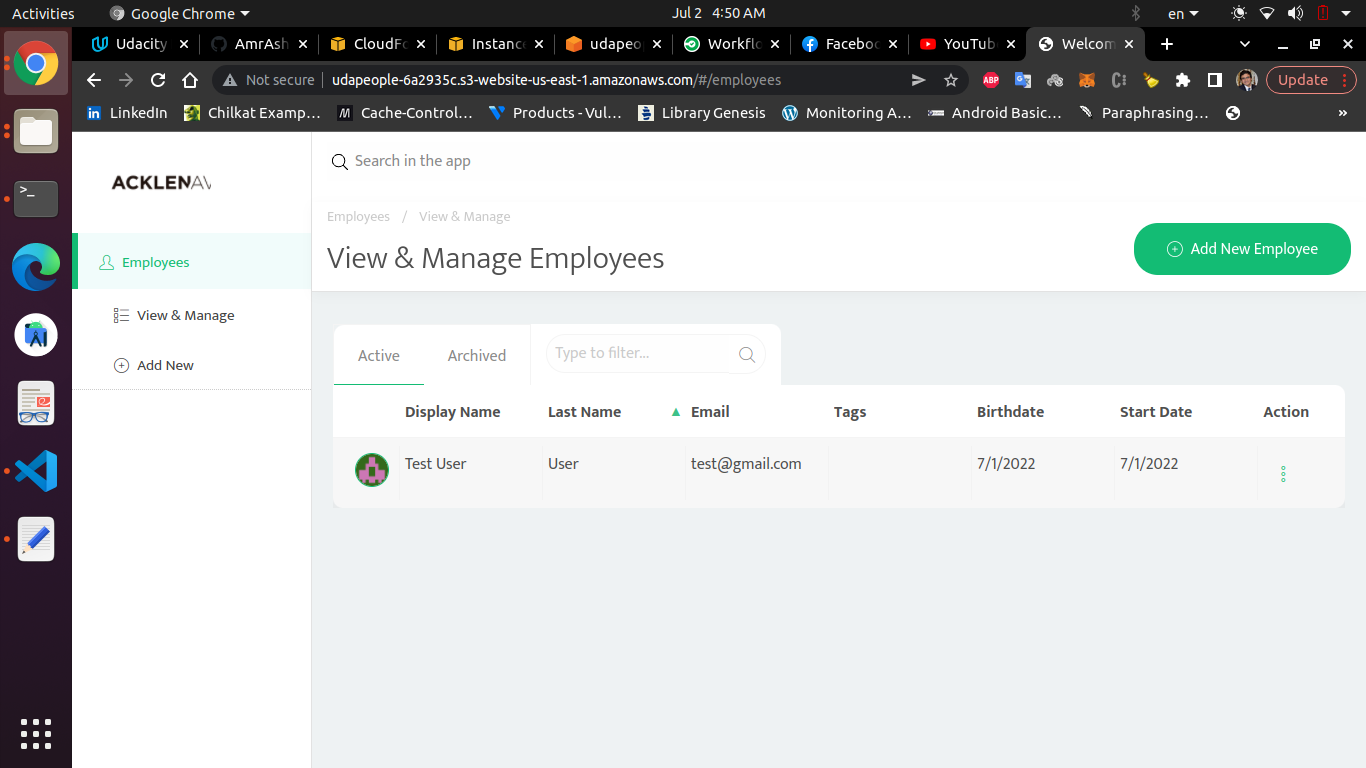 Activities Google Chrome Jul 2 4:50 AM en
Udacity AmrAsh CloudFo Instance udapeop Workflo Faceboo YouTube Welcom
Not secure udapeople-6a2935c.s3-website-us-east-1.amazonaws.com/#/employees ABP Update
LinkedIn Chilkat Examp… Cache-Control… Products - Vul… Library Genesis Monitoring A… Android Basic… Paraphrasing… »
ACKLENAV
Search in the app
Employees / View & Manage
View & Manage Employees
Add New Employee
Employees
View & Manage
Add New
Active Archived Type to filter...
Display Name Last Name Email Tags Birthdate Start Date Action
Test User User test@gmail.com 7/1/2022 7/1/2022